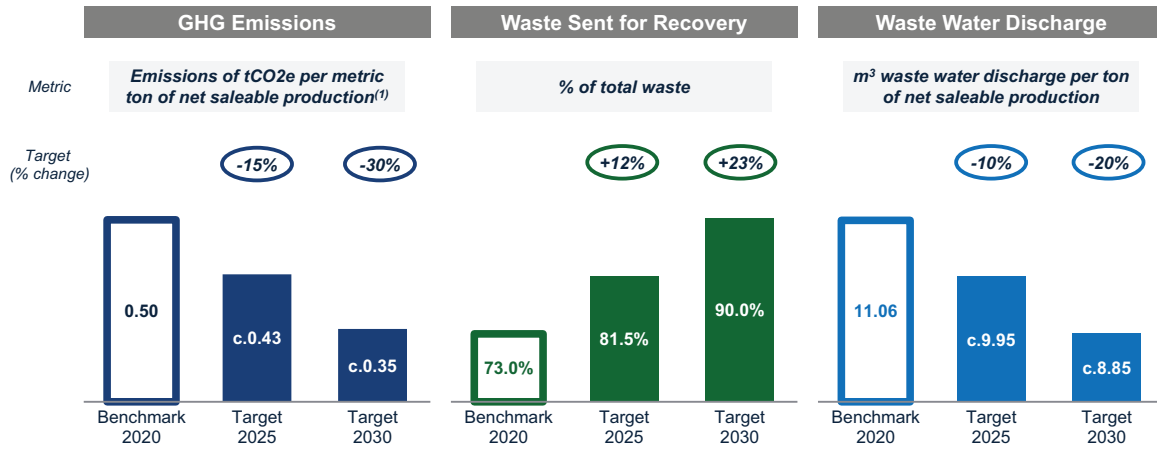 GHG Emissions
Waste Sent for Recovery
Waste Water Discharge
Metric
Emissions of tCO2e per metric
ton of net saleable production(1)
% of total waste
m³ waste water discharge per ton
of net saleable production
Target
(% change)
-15%
-30%
+12%
+23%
-10%
-20%
0.50
c.0.43
c.0.35
73.0%
81.5%
90.0%
11.06
c.9.95
c.8.85
Benchmark
2020
Target
2025
Target
2030
Benchmark
2020
Target
2025
Target
2030
Benchmark
2020
Target
2025
Target
2030